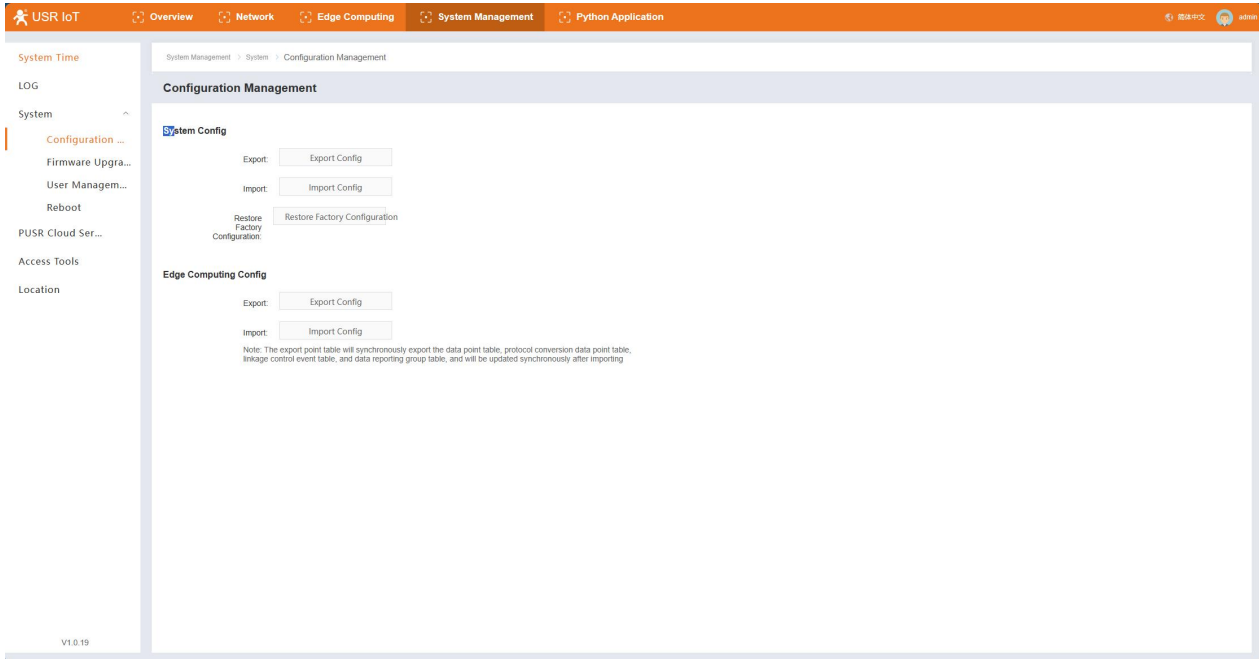 USR IoT
Overview
Network
Edge Computing
System Management
Python Application
简体中文
admin
System Time
LOG
System
Configuration ...
Firmware Upgra...
User Managem...
Reboot
PUSR Cloud Ser...
Access Tools
Location
V1.0.19
System Management > System > Configuration Management
Configuration Management
System Config
Export: Export Config
Import: Import Config
Restore
Factory
Configuration:
Restore Factory Configuration
Edge Computing Config
Export: Export Config
Import: Import Config
Note: The export point table will synchronously export the data point table, protocol conversion data point table,
linkage control event table, and data reporting group table, and will be updated synchronously after importing